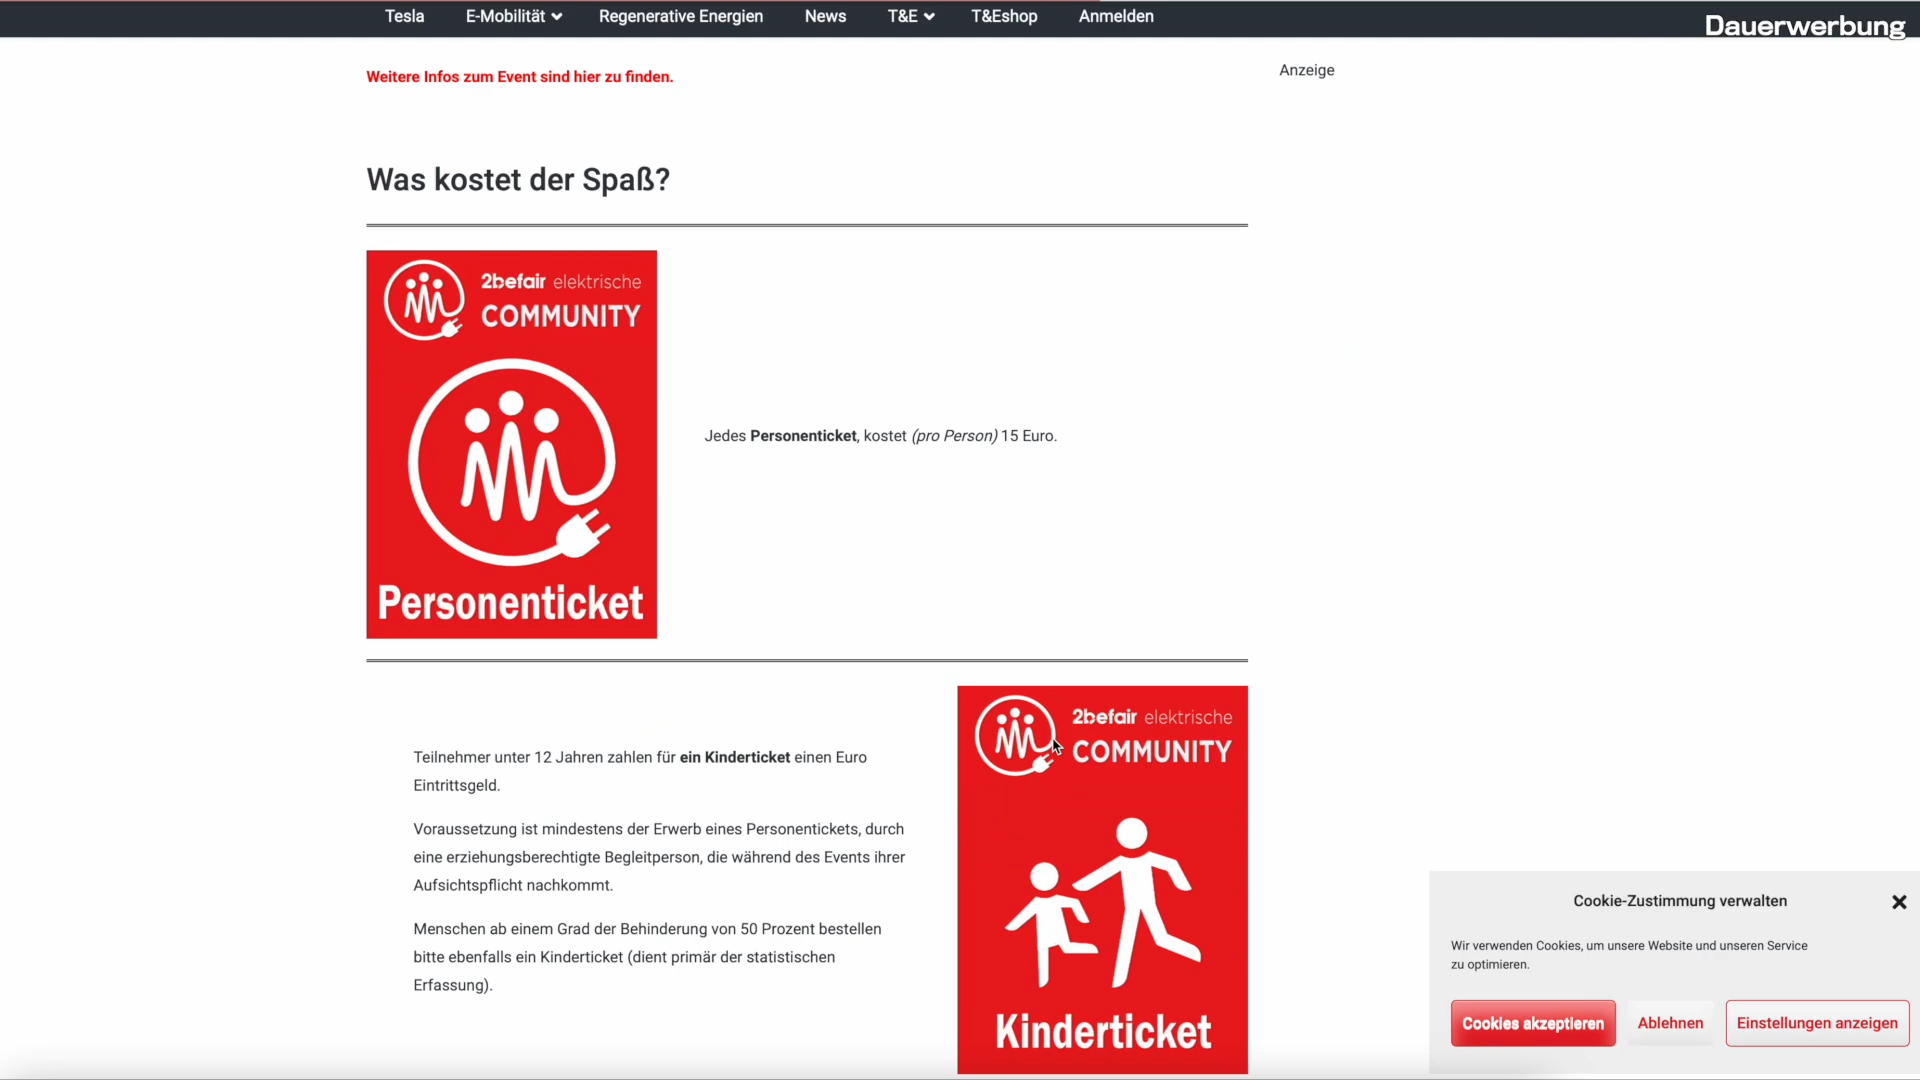 Tesla E-Mobilität Regenerative Energien News T&E T&Eshop Anmelden
Dauerwerbung
Weitere Infos zum Event sind hier zu finden.
Anzeige
Was kostet der Spaß?
2befair elektrische
COMMUNITY
Personenticket
Jedes Personenticket, kostet (pro Person) 15 Euro.
Teilnehmer unter 12 Jahren zahlen für ein Kinderticket einen Euro
Eintrittsgeld.
Voraussetzung ist mindestens der Erwerb eines Personentickets, durch
eine erziehungsberechtigte Begleitperson, die während des Events ihrer
Aufsichtspflicht nachkommt.
Menschen ab einem Grad der Behinderung von 50 Prozent bestellen
bitte ebenfalls ein Kinderticket (dient primär der statistischen
Erfassung).
2befair elektrische
COMMUNITY
Kinderticket
Cookie-Zustimmung verwalten
Wir verwenden Cookies, um unsere Website und unseren Service
zu optimieren.
Cookies akzeptieren
Ablehnen
Einstellungen anzeigen